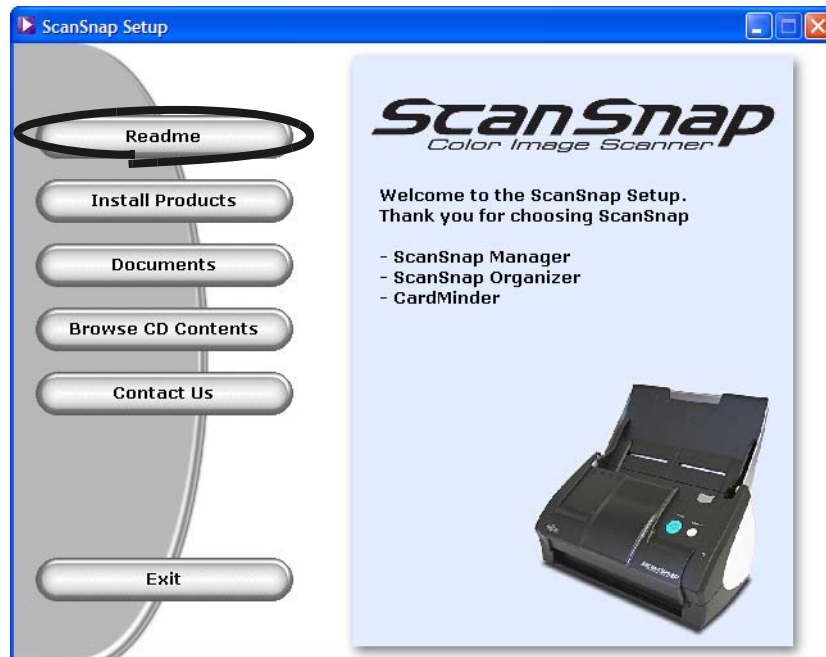 ScanSnap Setup
Readme
Install Products
Documents
Browse CD Contents
Contact Us
Exit
ScanSnap
Color Image Scanner
Welcome to the ScanSnap Setup.
Thank you for choosing ScanSnap
- ScanSnap Manager
- ScanSnap Organizer
- CardMinder
ScanSnap